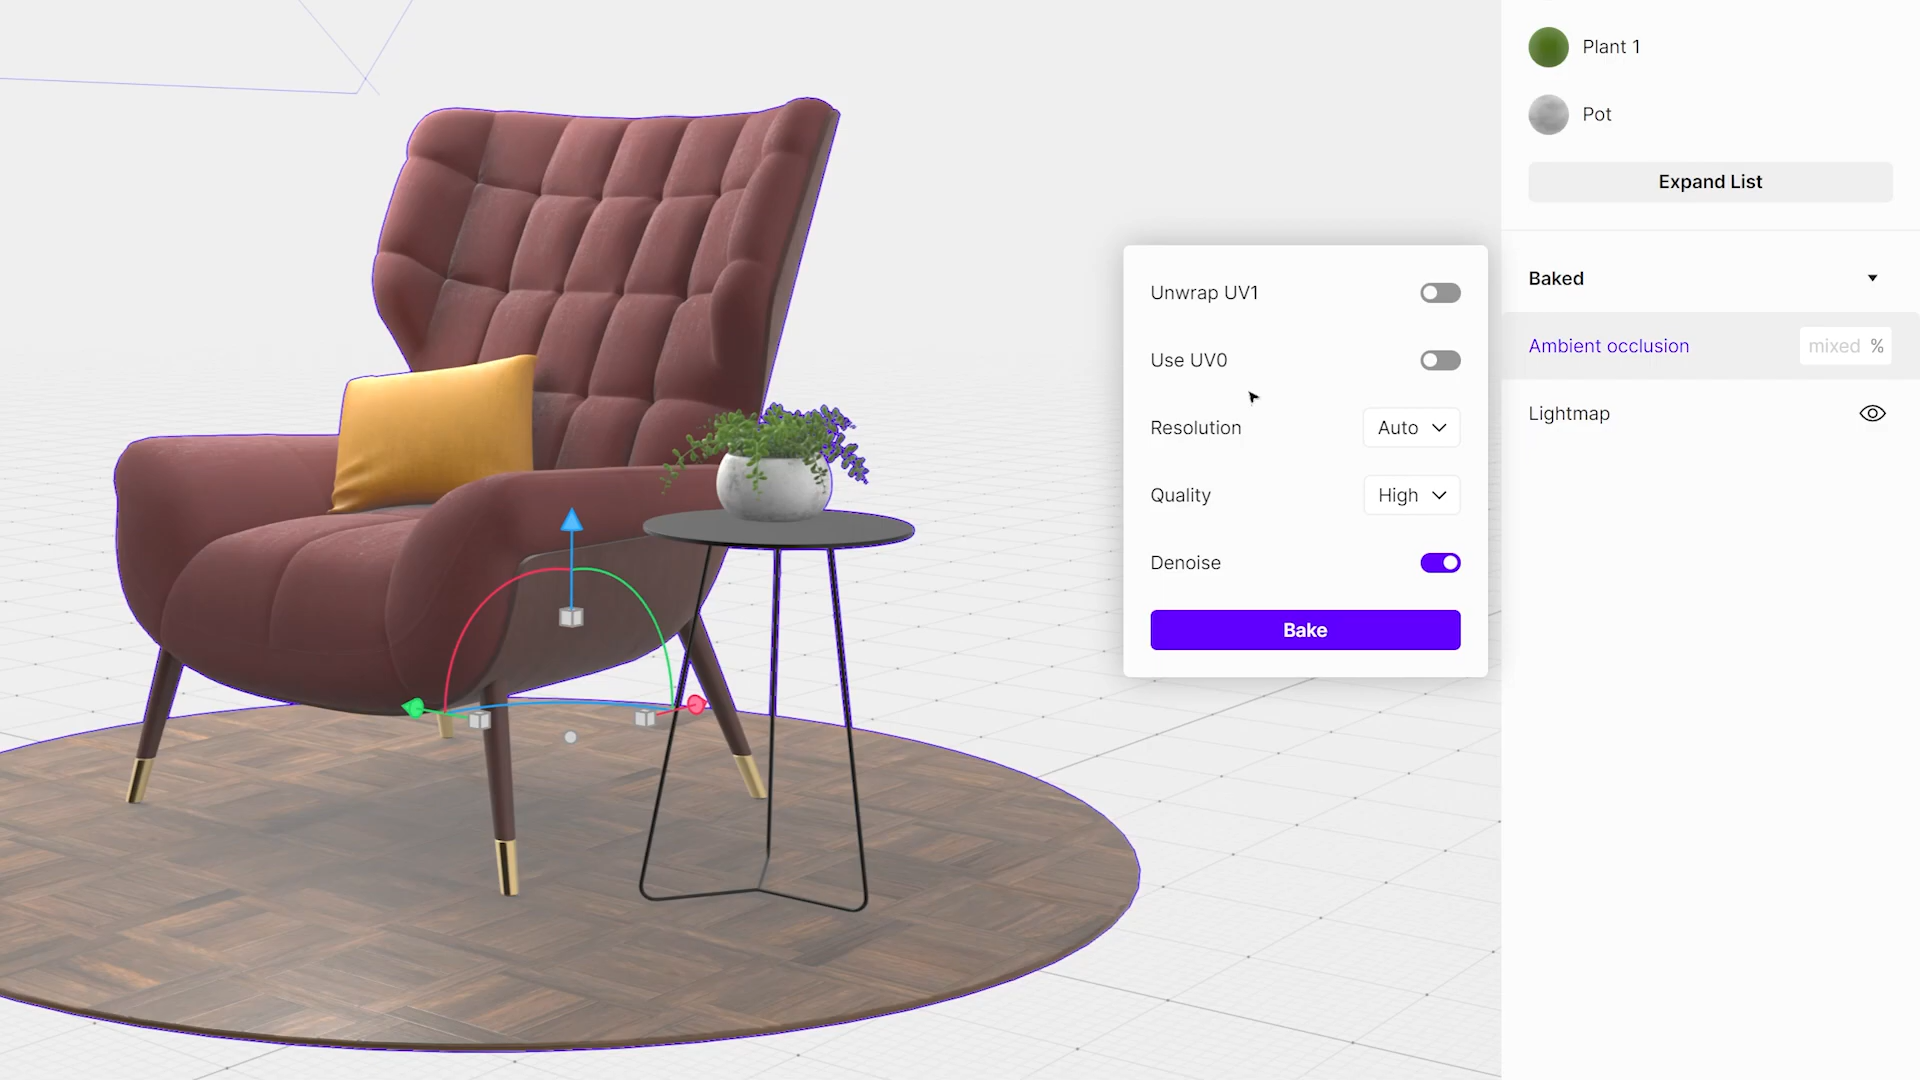 Plant 1
Pot
Expand List
Baked
Ambient occlusion mixed %
Lightmap
Unwrap UV1
Use UV0
Resolution Auto
Quality High
Denoise
Bake